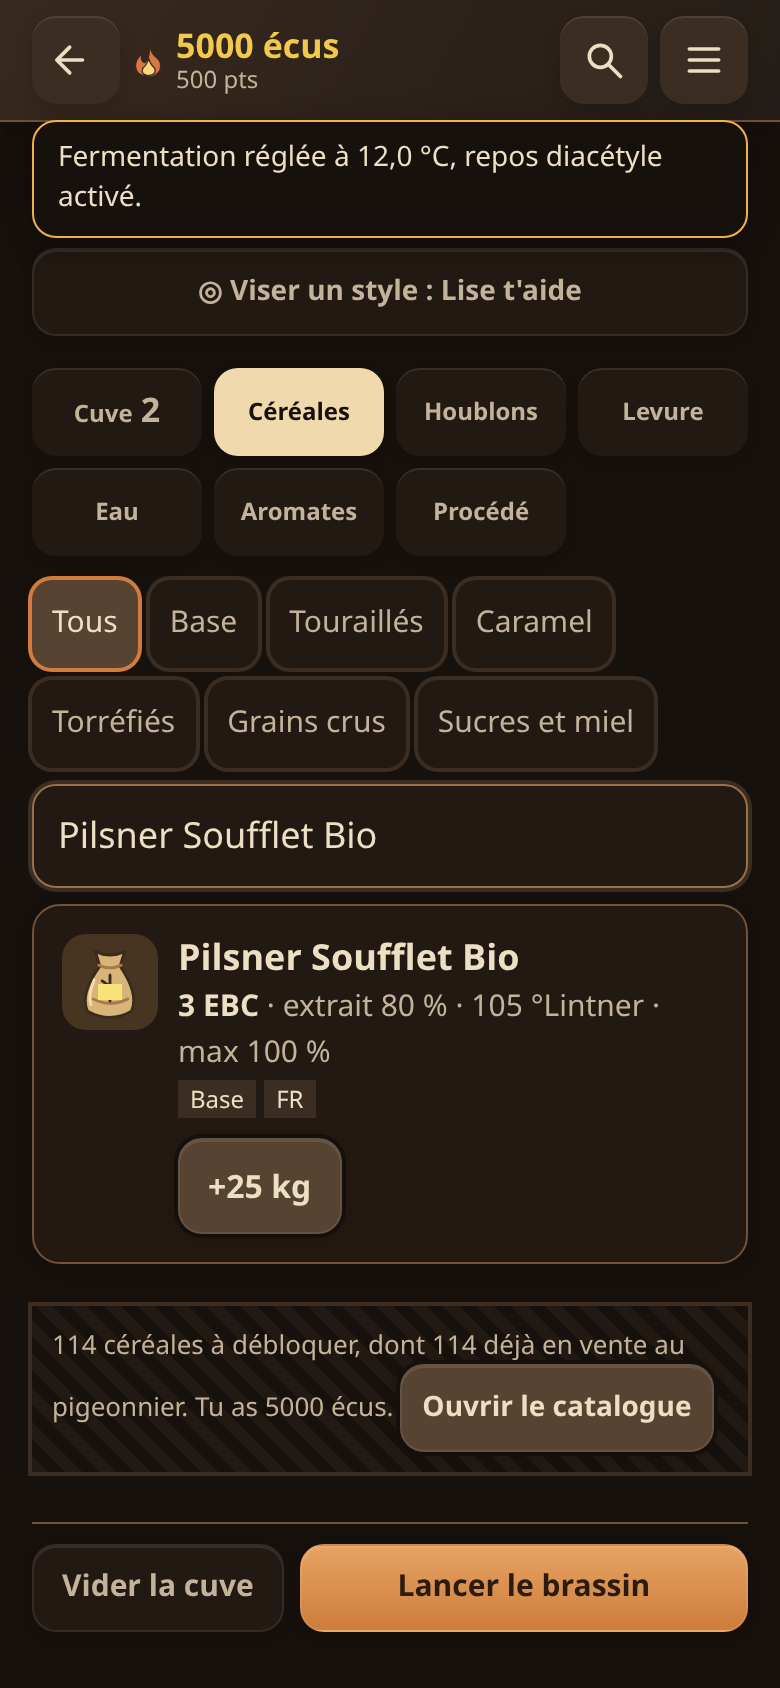 5000 écus
500 pts
Fermentation réglée à 12,0 °C, repos diacétyle
activé.
◎ Viser un style : Lise t'aide
Cuve 2
Céréales
Houblons
Levure
Eau
Aromates
Procédé
Tous
Base
Touraillés
Caramel
Torréfiés
Grains crus
Sucres et miel
Pilsner Soufflet Bio
Pilsner Soufflet Bio
3 EBC · extrait 80 % · 105 °Lintner ·
max 100 %
Base
FR
+25 kg
114 céréales à débloquer, dont 114 déjà en vente au
pigeonnier. Tu as 5000 écus. Ouvrir le catalogue
Vider la cuve
Lancer le brassin